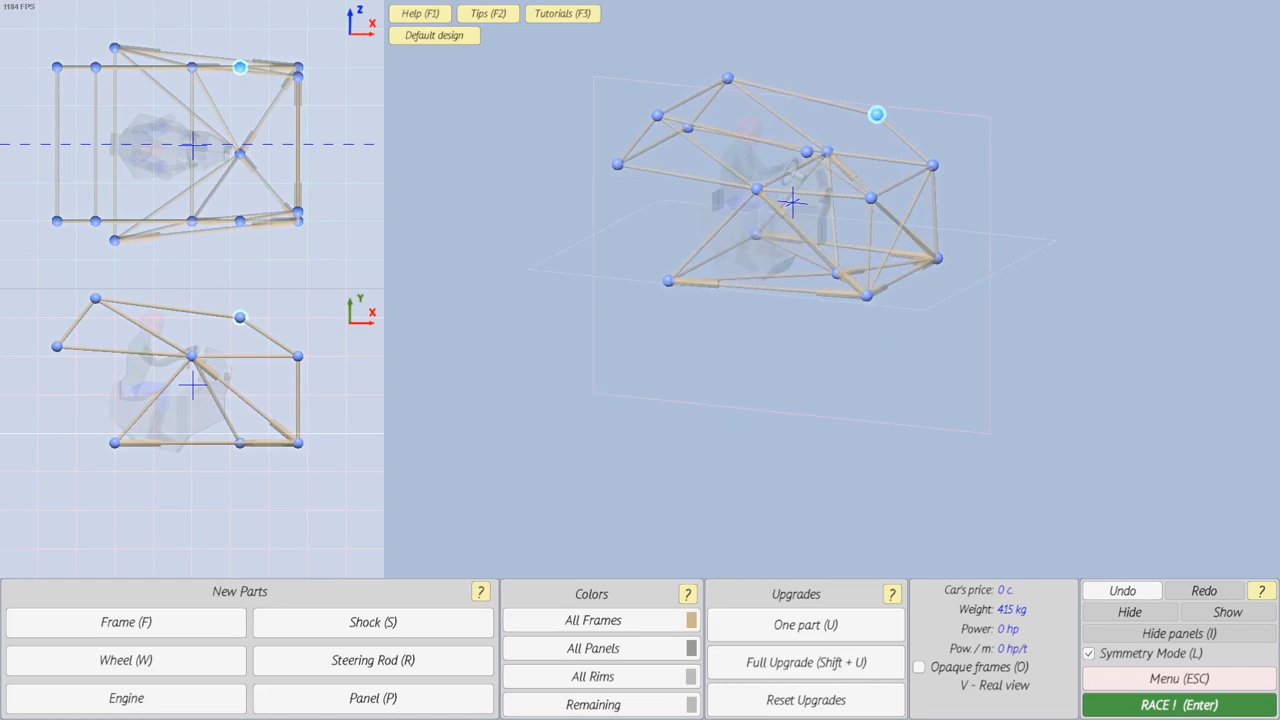 1184 FPS
Z
X
Y
X
Help (F1)
Tips (F2)
Tutorials (F3)
Default design
New Parts
?
Frame (F)
Shock (S)
Wheel (W)
Steering Rod (R)
Engine
Panel (P)
Colors
?
All Frames
All Panels
All Rims
Remaining
Upgrades
?
One part (U)
Full Upgrade (Shift + U)
Reset Upgrades
Car's price: 0 c.
Weight: 415 kg
Power: 0 hp
Pow. / m: 0 hp/t
Opaque frames (O)
V - Real view
Undo
Redo
?
Hide
Show
Hide panels (I)
Symmetry Mode (L)
Menu (ESC)
RACE ! (Enter)